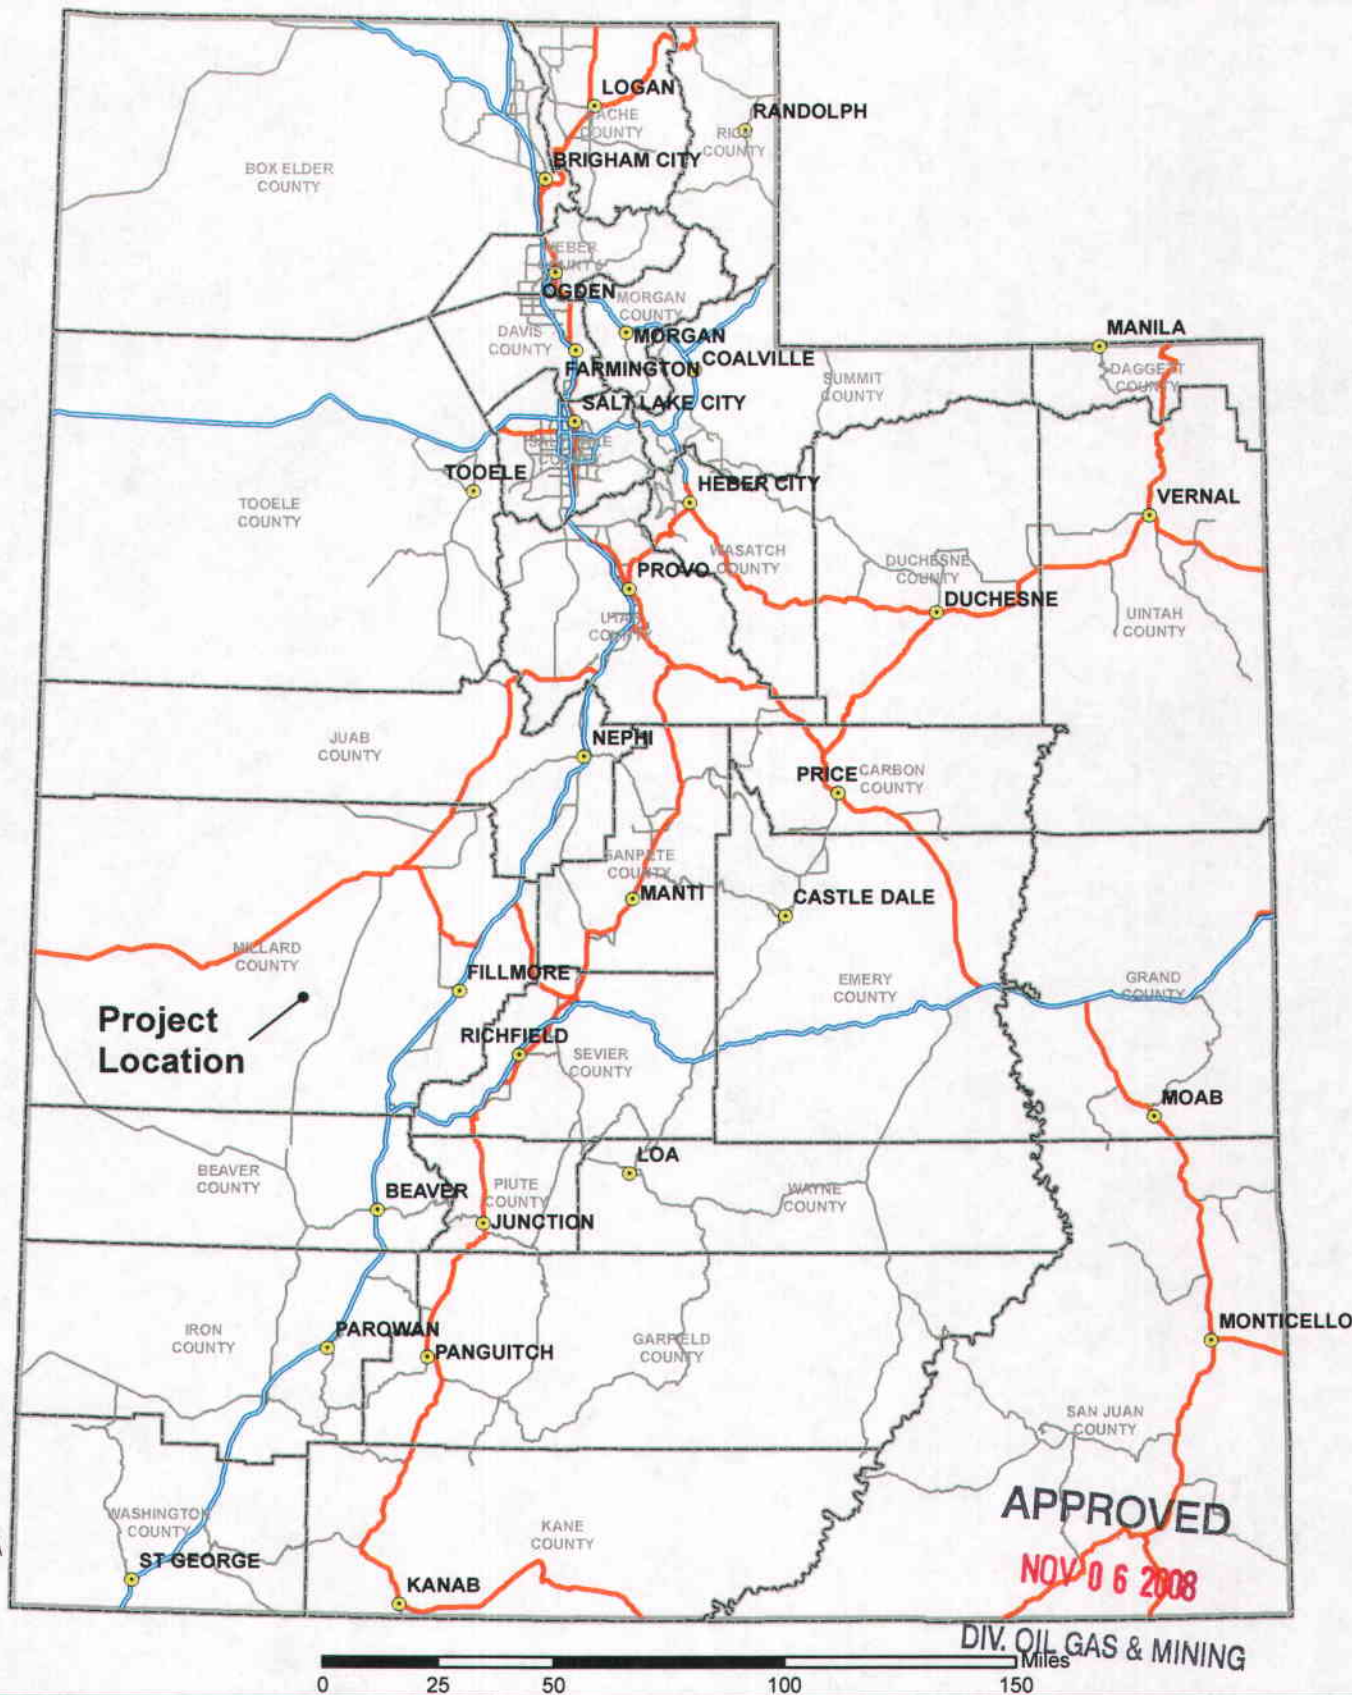 LOGAN
RANDOLPH
CACHE
COUNTY
RICH
COUNTY
BRIGHAM CITY
BOX ELDER
COUNTY
WEBER
COUNTY
OGDEN
MORGAN
COUNTY
DAVIS
COUNTY
MORGAN
MANILA
COALVILLE
FARMINGTON
DAGGETT
COUNTY
SUMMIT
COUNTY
SALT LAKE CITY
SALT LAKE
COUNTY
TOOELE
HEBER CITY
VERNAL
TOOELE
COUNTY
WASATCH
COUNTY
DUCHESNE
COUNTY
PROVO
DUCHESNE
UTAH
COUNTY
UINTAH
COUNTY
JUAB
COUNTY
NEPHI
PRICE
CARBON
COUNTY
SANPETE
COUNTY
MANTI
CASTLE DALE
MILLARD
COUNTY
FILLMORE
EMERY
COUNTY
GRAND
COUNTY
Project
Location
RICHFIELD
SEVIER
COUNTY
MOAB
LOA
BEAVER
COUNTY
BEAVER
PIUTE
COUNTY
WAYNE
COUNTY
JUNCTION
IRON
COUNTY
PAROWAN
PANGUITCH
GARFIELD
COUNTY
MONTICELLO
SAN JUAN
COUNTY
WASHINGTON
COUNTY
KANE
COUNTY
ST GEORGE
KANAB
APPROVED
NOV 06 2008
DIV. OIL GAS & MINING
Miles
0 25 50 100 150